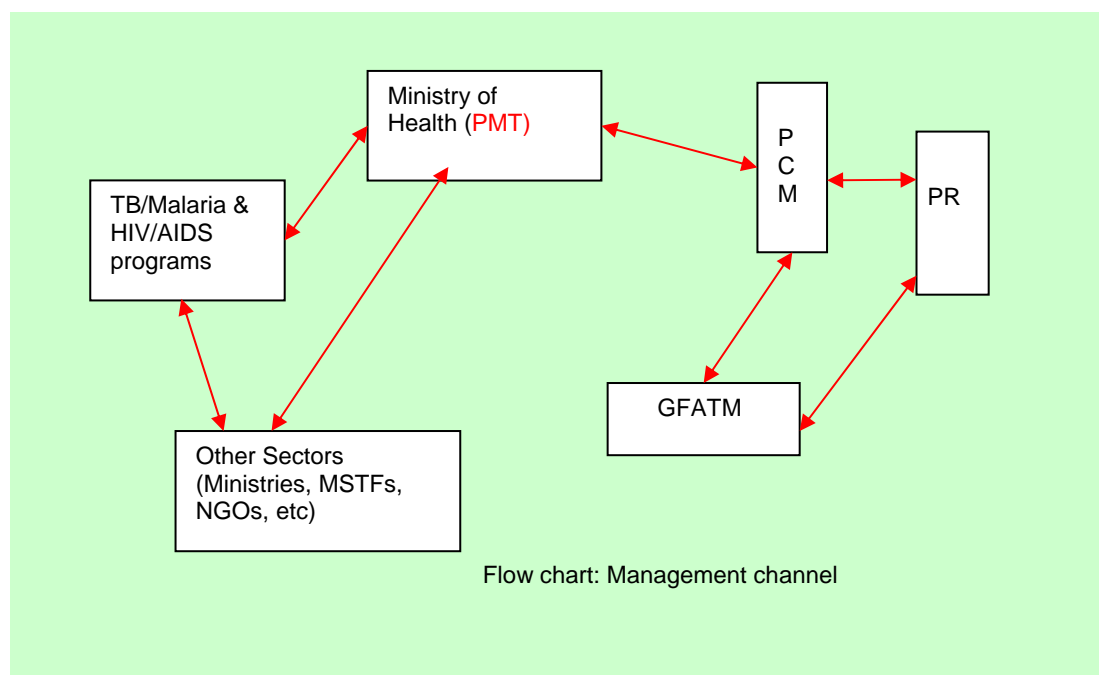 Ministry of
Health (PMT)
P
C
M
PR
TB/Malaria &
HIV/AIDS
programs
GFATM
Other Sectors
(Ministries, MSTFs,
NGOs, etc)
Flow chart: Management channel